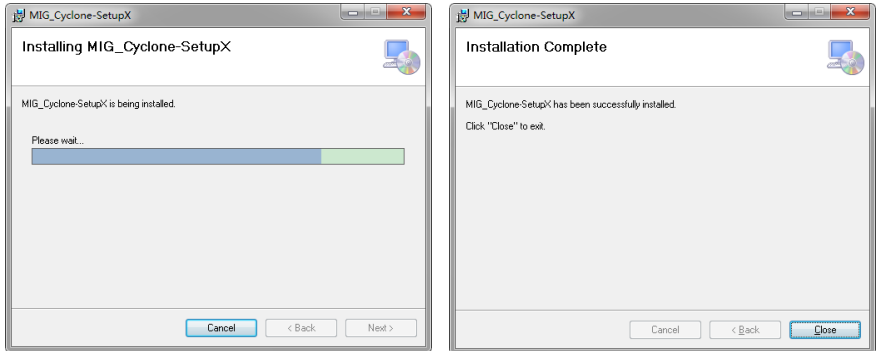 MIG_Cyclone-SetupX
Installing MIG_Cyclone-SetupX
MIG_Cyclone-SetupX is being installed.
Please wait...
Cancel
< Back
Next >
MIG_Cyclone-SetupX
Installation Complete
MIG_Cyclone-SetupX has been successfully installed.
Click "Close" to exit.
Cancel
< Back
Close